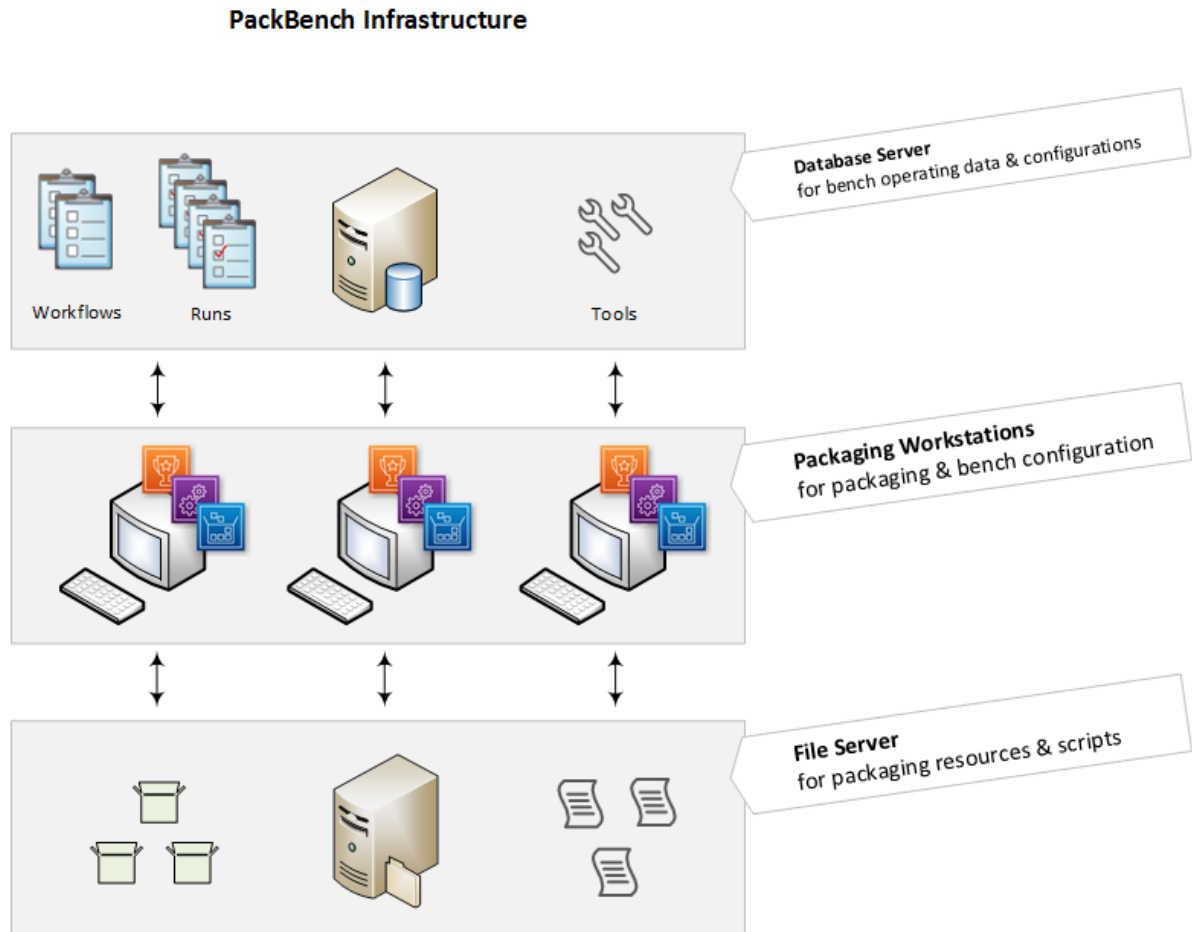 PackBench Infrastructure
Database Server
for bench operating data & configurations
Workflows
Runs
Tools
Packaging Workstations
for packaging & bench configuration
File Server
for packaging resources & scripts